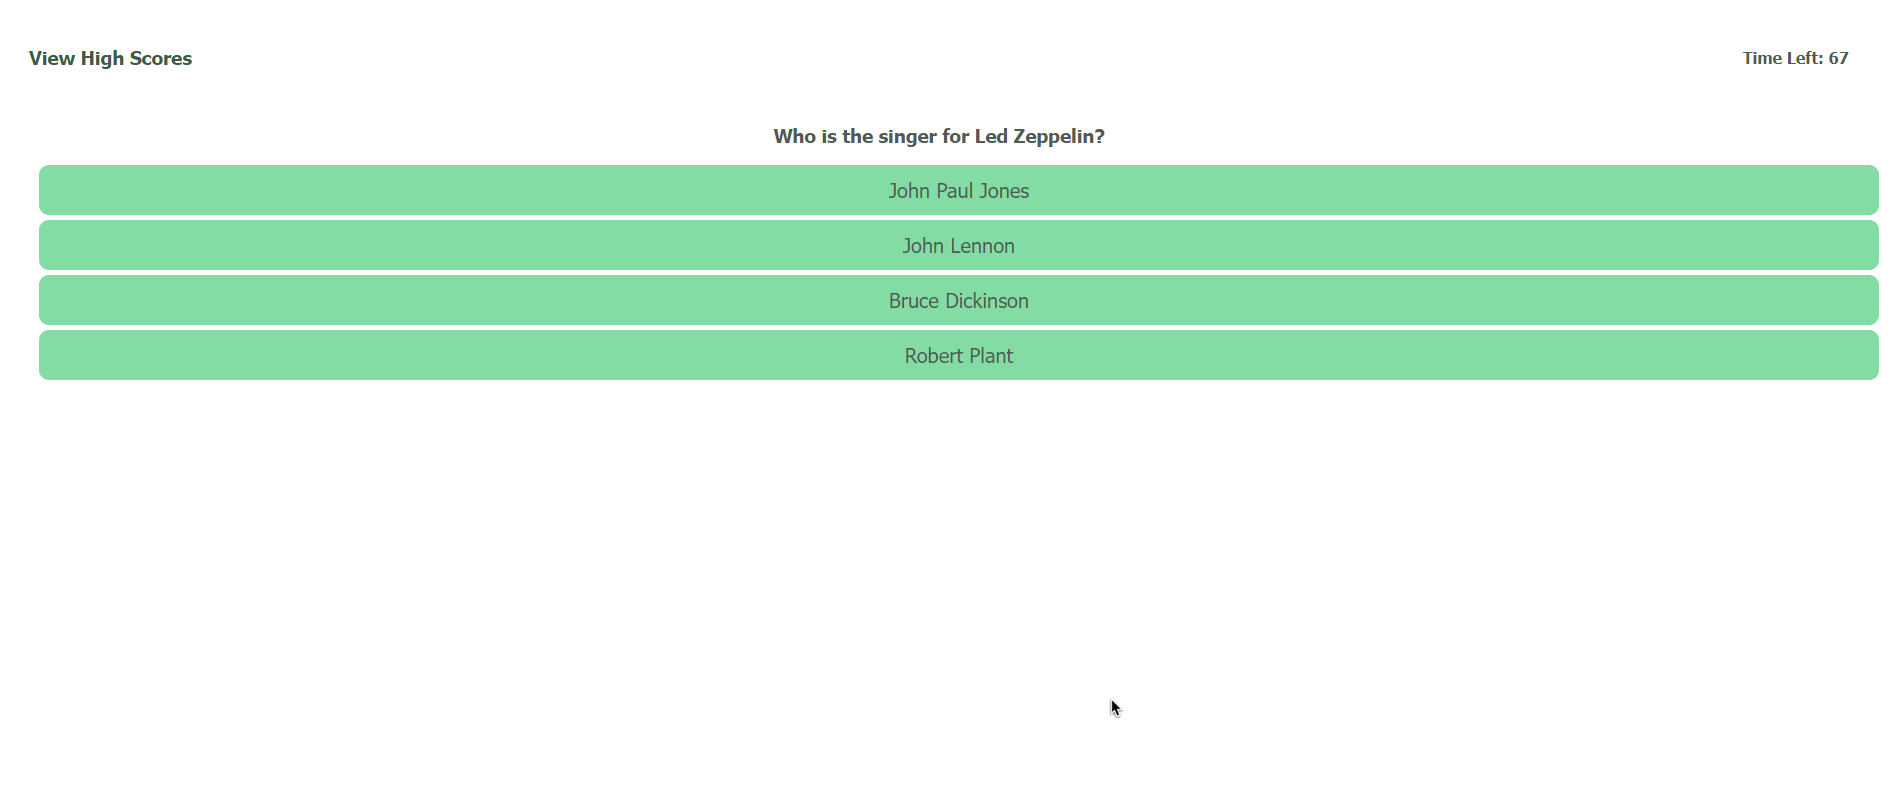 View High Scores
Time Left: 67
Who is the singer for Led Zeppelin?
John Paul Jones
John Lennon
Bruce Dickinson
Robert Plant